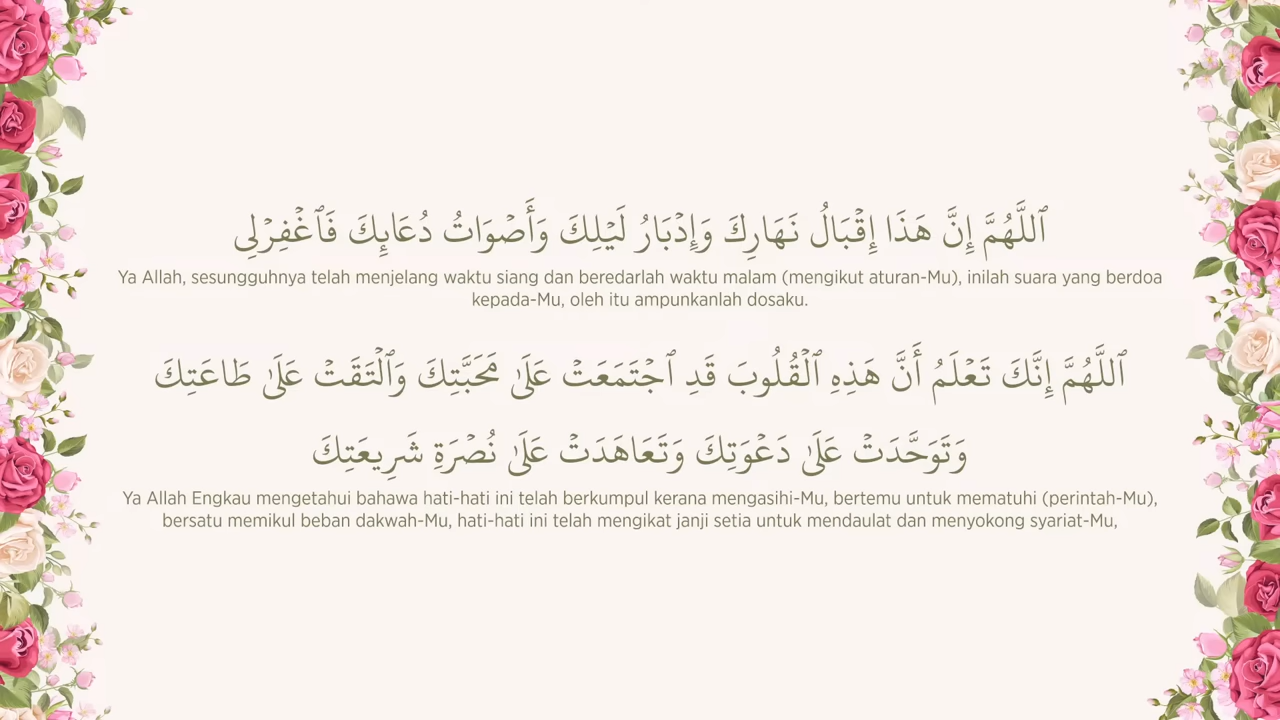 ٱللَّهُمَّ إِنَّ هَذَا إِقْبَالُ نَهَارِكَ وَإِدْبَارُ لَيْلِكَ وَأَصْوَاتُ دُعَابِكَ فَٱغْفِرْلِى
Ya Allah, sesungguhnya telah menjelang waktu siang dan beredarlah waktu malam (mengikut aturan-Mu), inilah suara yang berdoa
kepada-Mu, oleh itu ampunkanlah dosaku.
ٱللَّهُمَّ إِنَّكَ تَعْلَمُ أَنَّ هَذِهِ ٱلْقُلُوبَ قَدِ ٱجْتَمَعَتْ عَلَىٰ مَحَبَّتِكَ وَٱلْتَقَتْ عَلَىٰ طَاعَتِكَ
وَتَوَحَّدَتْ عَلَىٰ دَعْوَتِكَ وَتَعَاهَدَتْ عَلَىٰ نُصْرَةِ شَرِيعَتِكَ
Ya Allah Engkau mengetahui bahawa hati-hati ini telah berkumpul kerana mengasihi-Mu, bertemu untuk mematuhi (perintah-Mu),
bersatu memikul beban dakwah-Mu, hati-hati ini telah mengikat janji setia untuk mendaulat dan menyokong syariat-Mu,